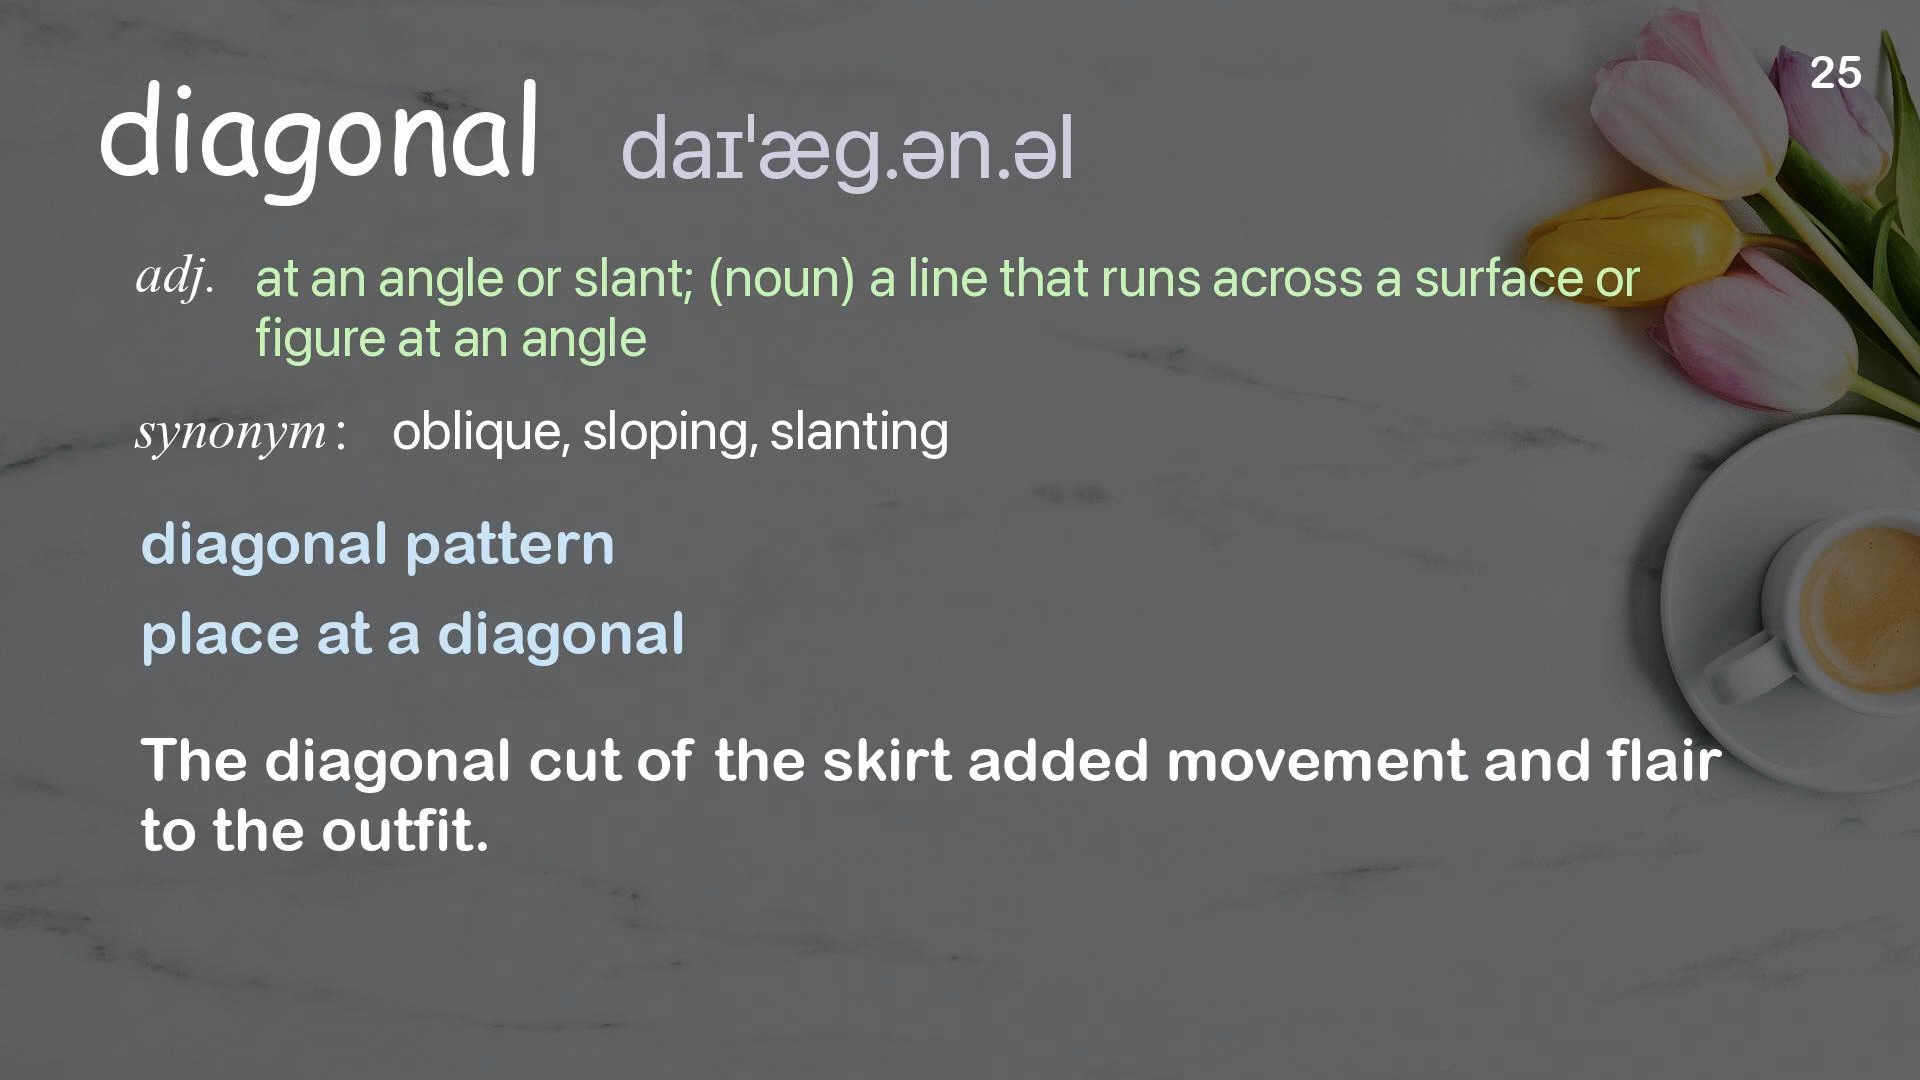 25
diagonal daɪˈæg.ən.əl
adj. at an angle or slant; (noun) a line that runs across a surface or
figure at an angle
synonym: oblique, sloping, slanting
diagonal pattern
place at a diagonal
The diagonal cut of the skirt added movement and flair
to the outfit.